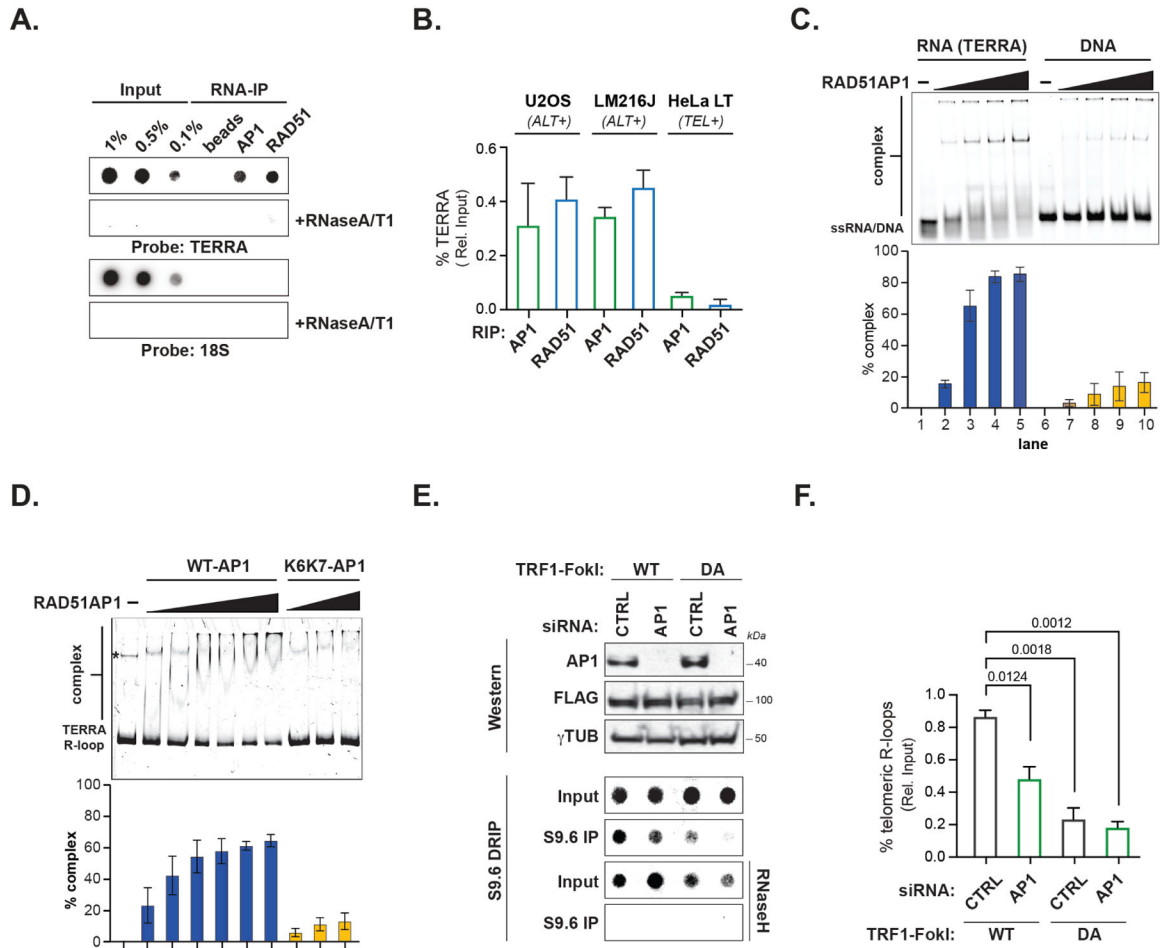 A.
Input RNA-IP
1% 0.5% 0.1% beads AP1 RAD51
+RNaseA/T1
Probe: TERRA
+RNaseA/T1
Probe: 18S
B.
U2OS LM216J HeLa LT
(ALT+) (ALT+) (TEL+)
% TERRA
( Rel. Input)
0.6
0.4
0.2
0.0
RIP: AP1 RAD51 AP1 RAD51 AP1 RAD51
C.
RNA (TERRA) DNA
RAD51AP1 – –
complex
ssRNA/DNA
% complex
100
80
60
40
20
0
1 2 3 4 5 6 7 8 9 10
lane
D.
WT-AP1 K6K7-AP1
RAD51AP1 –
complex
*
TERRA
R-loop
% complex
100
80
60
40
20
0
E.
TRF1-FokI: WT DA
siRNA: CTRL AP1 CTRL AP1
kDa
Western
AP1 – 40
FLAG – 100
γTUB – 50
S9.6 DRIP
Input
S9.6 IP
Input
S9.6 IP
RNaseH
F.
0.0012
0.0018
0.0124
% telomeric R-loops
(Rel. Input)
1.0
0.8
0.6
0.4
0.2
0.0
siRNA: CTRL AP1 CTRL AP1
TRF1-FokI: WT DA